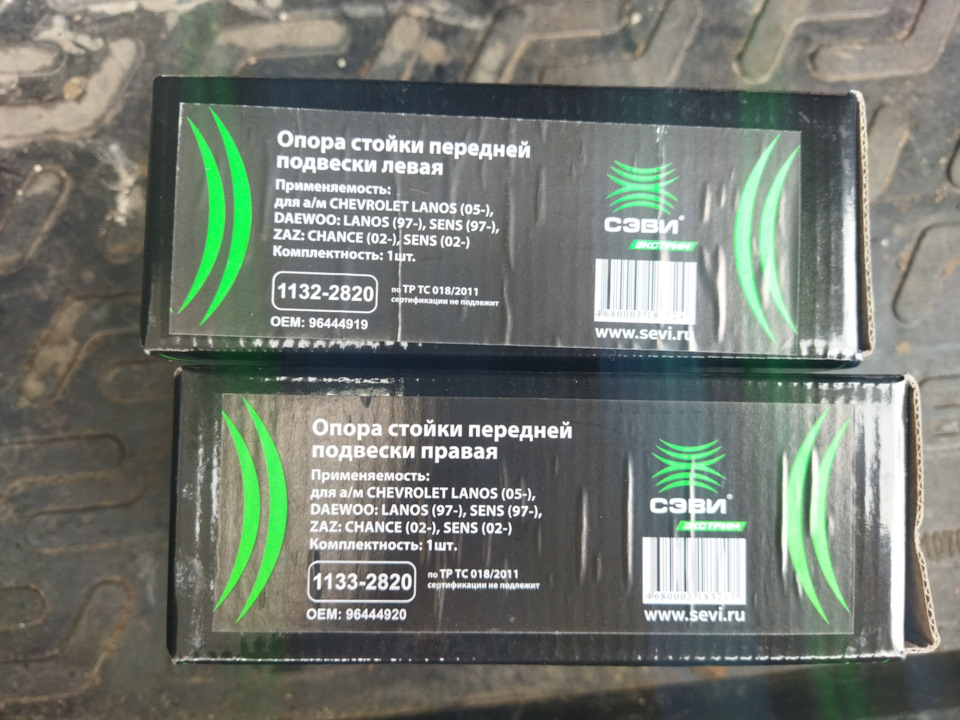 Опора стойки передней
подвески левая
Применяемость:
для а/м CHEVROLET LANOS (05-),
DAEWOO: LANOS (97-), SENS (97-),
ZAZ: CHANCE (02-), SENS (02-)
Комплектность: 1шт.
1132-2820
по ТР ТС 018/2011
сертификации не подлежит
OEM: 96444919
СЭВИ®
ЭКСТРИМ
www.sevi.ru
Опора стойки передней
подвески правая
Применяемость:
для а/м CHEVROLET LANOS (05-),
DAEWOO: LANOS (97-), SENS (97-),
ZAZ: CHANCE (02-), SENS (02-)
Комплектность: 1шт.
1133-2820
по ТР ТС 018/2011
сертификации не подлежит
OEM: 96444920
СЭВИ®
ЭКСТРИМ
4 680003 183717
www.sevi.ru